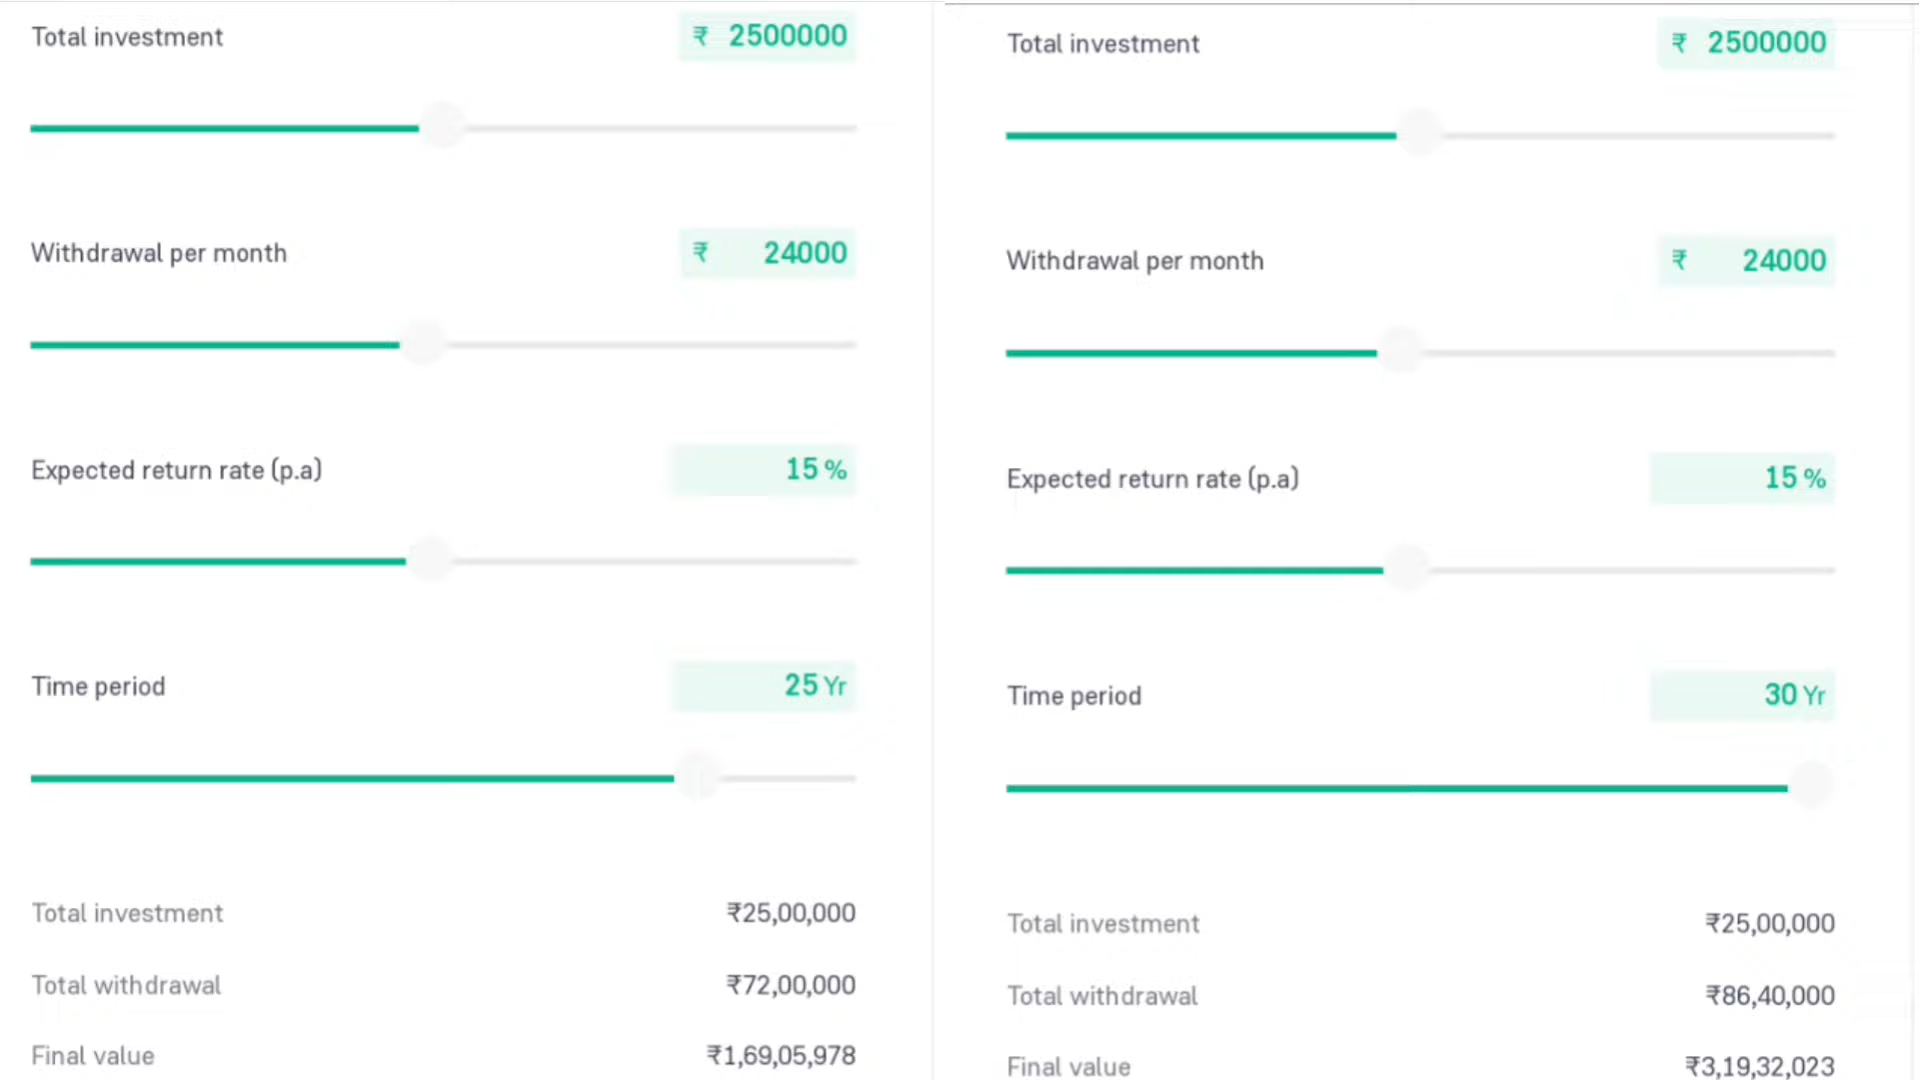 Total investment ₹ 2500000
Withdrawal per month ₹ 24000
Expected return rate (p.a) 15 %
Time period 25 Yr
Total investment ₹25,00,000
Total withdrawal ₹72,00,000
Final value ₹1,69,05,978
Total investment ₹ 2500000
Withdrawal per month ₹ 24000
Expected return rate (p.a) 15 %
Time period 30 Yr
Total investment ₹25,00,000
Total withdrawal ₹86,40,000
Final value ₹3,19,32,023